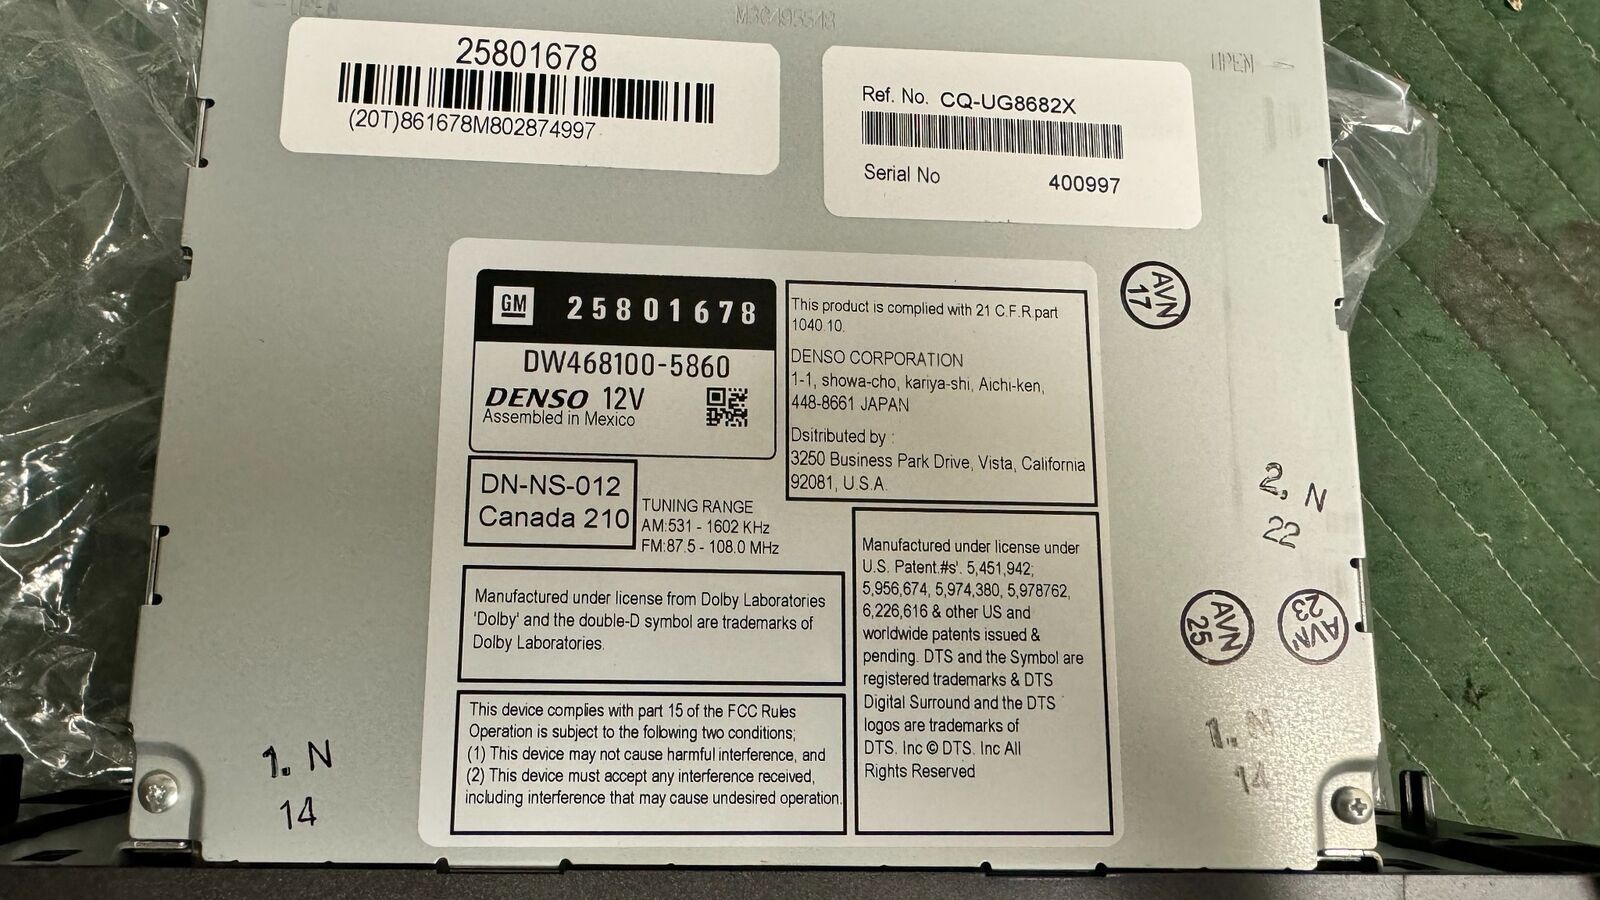 OPEN
M3C495548
OPEN
25801678
(20T)861678M802874997
Ref. No. CQ-UG8682X
Serial No 400997
GM 25801678
DW468100-5860
DENSO 12V
Assembled in Mexico
This product is complied with 21 C.F.R.part
1040.10.
DENSO CORPORATION
1-1, showa-cho, kariya-shi, Aichi-ken,
448-8661 JAPAN
Dsitributed by :
3250 Business Park Drive, Vista, California
92081, U.S.A.
DN-NS-012
Canada 210
TUNING RANGE
AM:531 - 1602 KHz
FM:87.5 - 108.0 MHz
Manufactured under license from Dolby Laboratories
'Dolby' and the double-D symbol are trademarks of
Dolby Laboratories.
This device complies with part 15 of the FCC Rules
Operation is subject to the following two conditions;
(1) This device may not cause harmful interference, and
(2) This device must accept any interference received,
including interference that may cause undesired operation.
Manufactured under license under
U.S. Patent.#s'. 5,451,942;
5,956,674, 5,974,380, 5,978762,
6,226,616 & other US and
worldwide patents issued &
pending. DTS and the Symbol are
registered trademarks & DTS
Digital Surround and the DTS
logos are trademarks of
DTS. Inc © DTS. Inc All
Rights Reserved
AVN
17
2. N
22
AVN
25
AVN
23
1. N
14
1. N
14